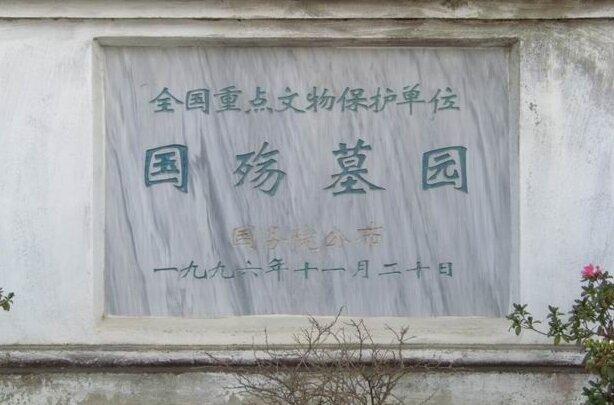 全国重点文物保护单位
国殇墓园
国务院公布
一九九六年十一月二十日